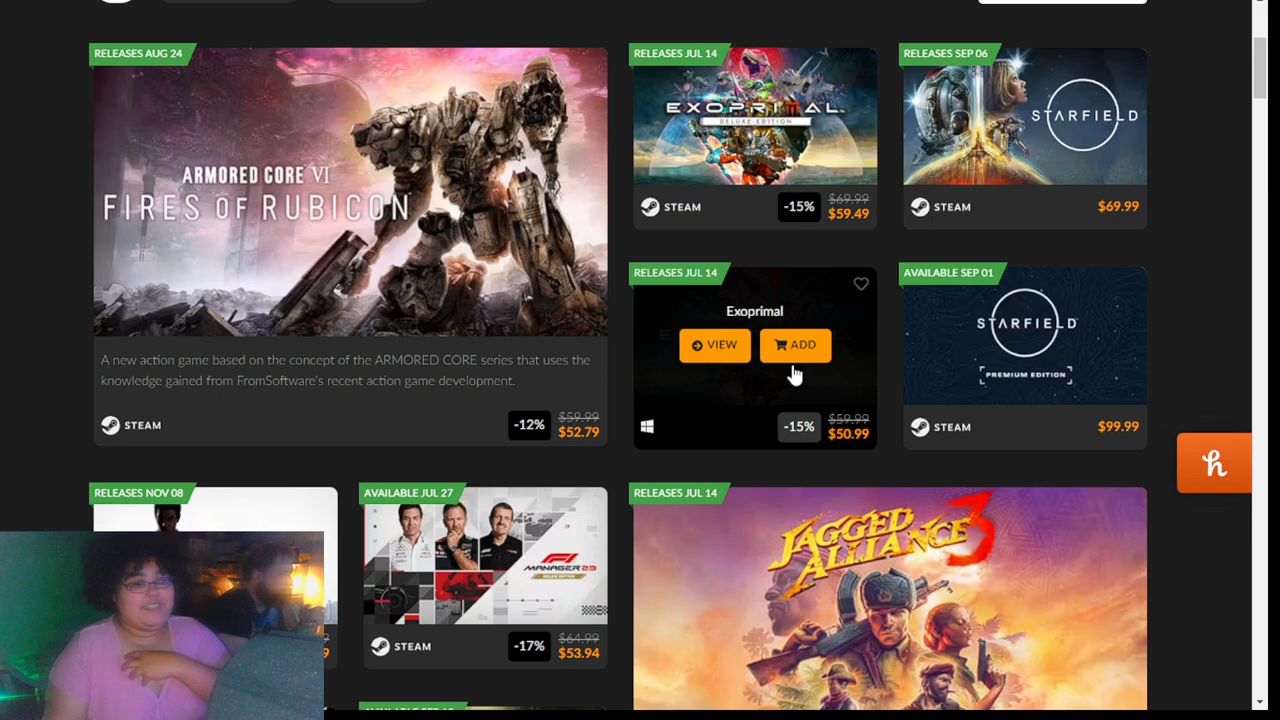 RELEASES AUG 24
ARMORED CORE VI
FIRES OF RUBICON
A new action game based on the concept of the ARMORED CORE series that uses the
knowledge gained from FromSoftware's recent action game development.
STEAM
-12%
$59.99
$52.79
RELEASES JUL 14
EXOPRIMAL
DELUXE EDITION
STEAM
-15%
$69.99
$59.49
RELEASES SEP 06
STARFIELD
STEAM
$69.99
RELEASES JUL 14
Exoprimal
VIEW
ADD
-15%
$59.99
$50.99
AVAILABLE SEP 01
STARFIELD
PREMIUM EDITION
STEAM
$99.99
RELEASES NOV 08
AVAILABLE JUL 27
F1
MANAGER 23
DELUXE EDITION
STEAM
-17%
$64.99
$53.94
RELEASES JUL 14
JAGGED
ALLIANCE 3